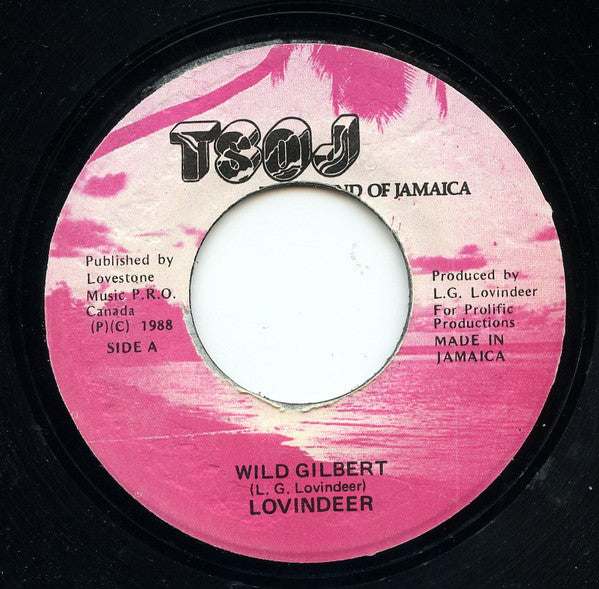 TSOJ
OF JAMAICA
Published by
Lovestone
Music P.R.O.
Canada
(P)(C) 1988
SIDE A
Produced by
L.G. Lovindeer
For Prolific
Productions
MADE IN
JAMAICA
WILD GILBERT
(L. G. Lovindeer)
LOVINDEER